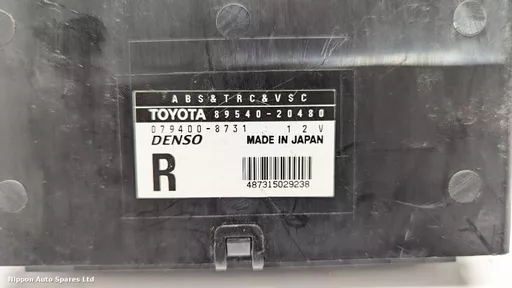 ABS&TRC&VSC
TOYOTA 89540-20480
079400-8731 12V
DENSO MADE IN JAPAN
R
487315029238
Nippon Auto Spares Ltd